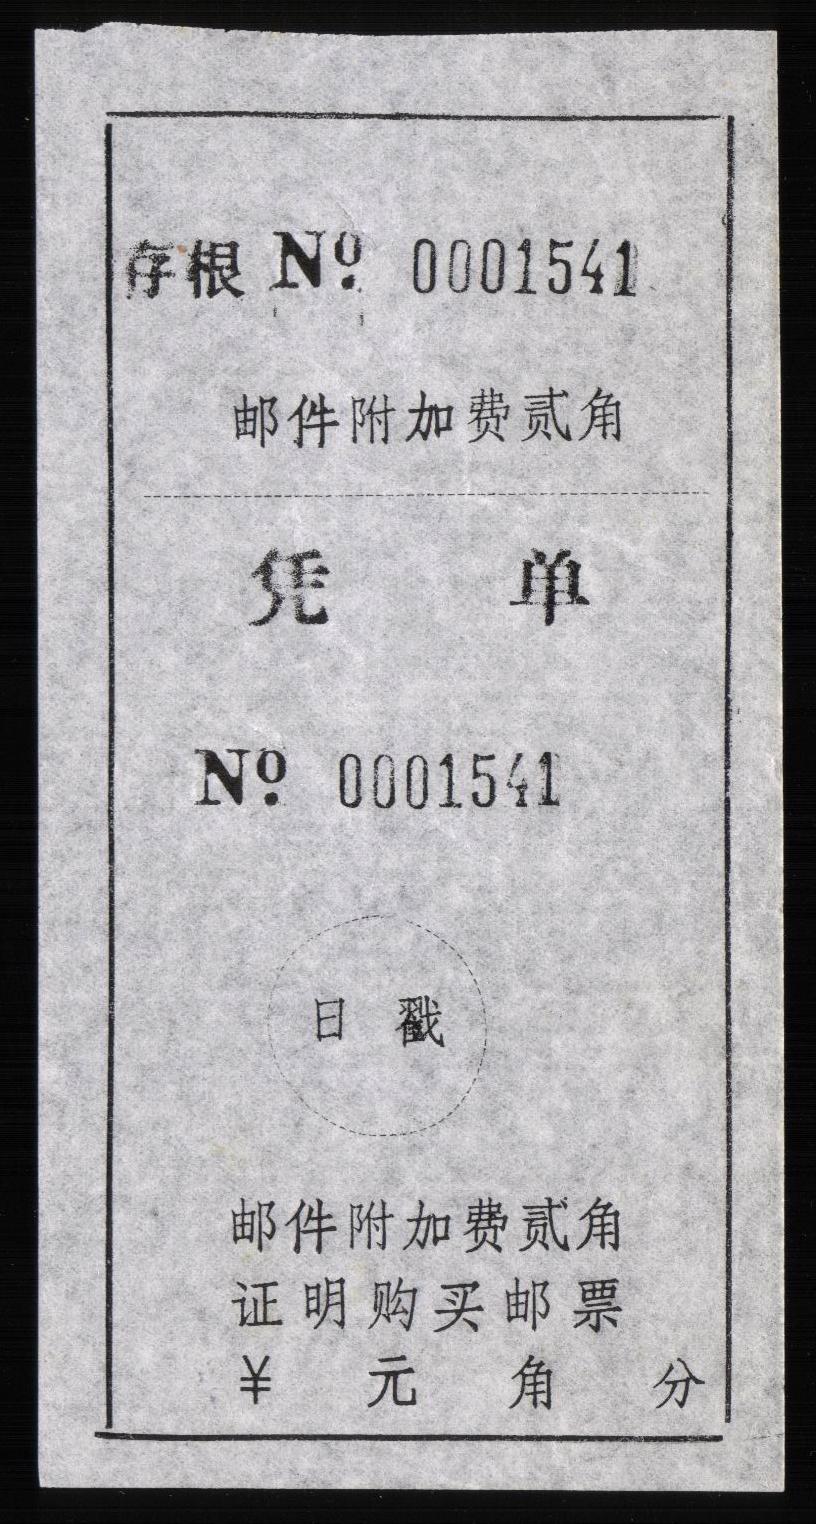 存根 Nº 0001541
邮件附加费贰角
凭 单
Nº 0001541
日 戳
邮件附加费贰角
证明购买邮票
¥ 元 角 分